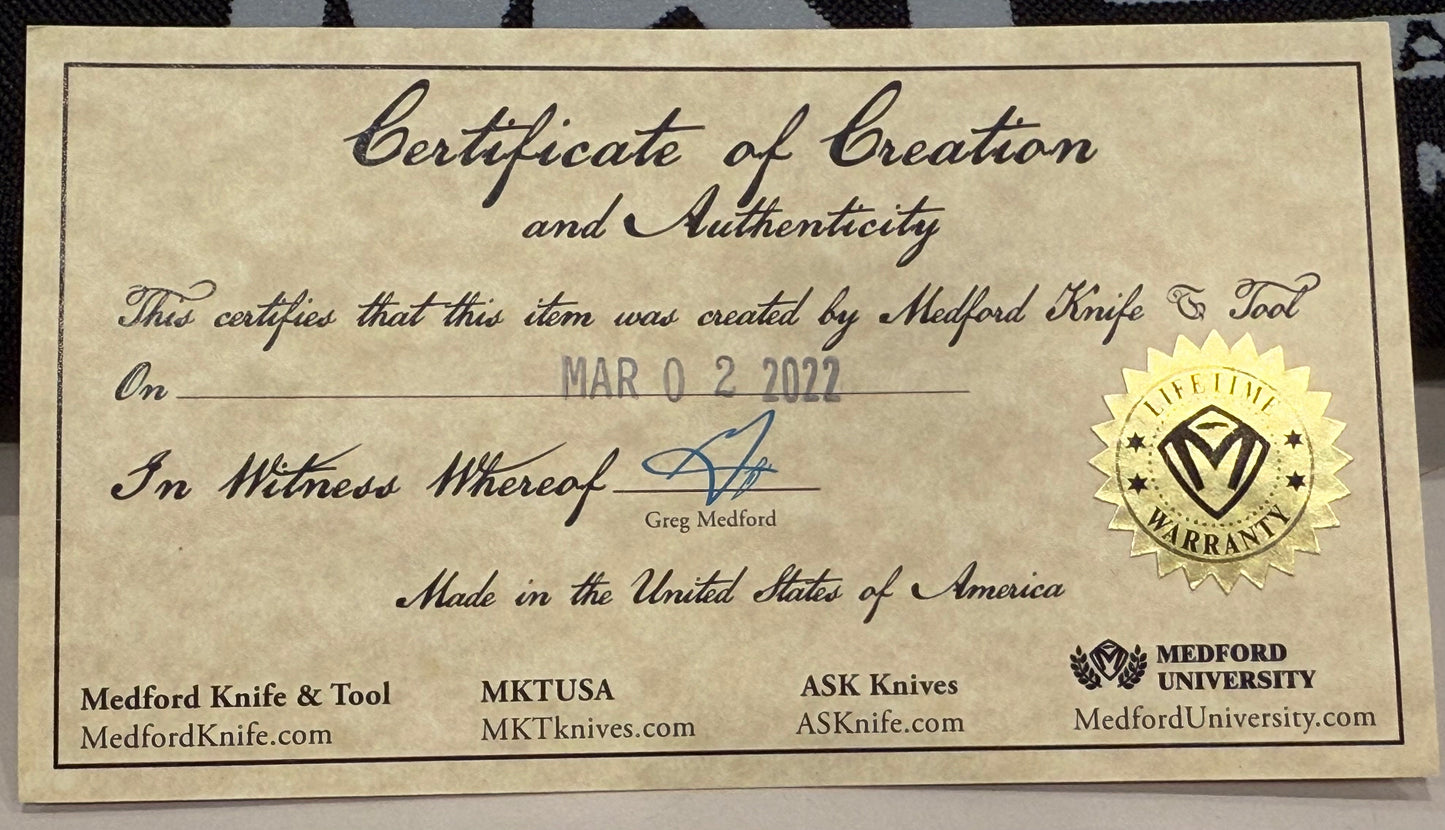 Certificate of Creation
and Authenticity
This certifies that this item was created by Medford Knife & Tool
On MAR 02 2022
In Witness Whereof
Greg Medford
LIFETIME
M
WARRANTY
Made in the United States of America
Medford Knife & Tool
MedfordKnife.com
MKTUSA
MKTknives.com
ASK Knives
ASKnife.com
M
MEDFORD
UNIVERSITY
MedfordUniversity.com